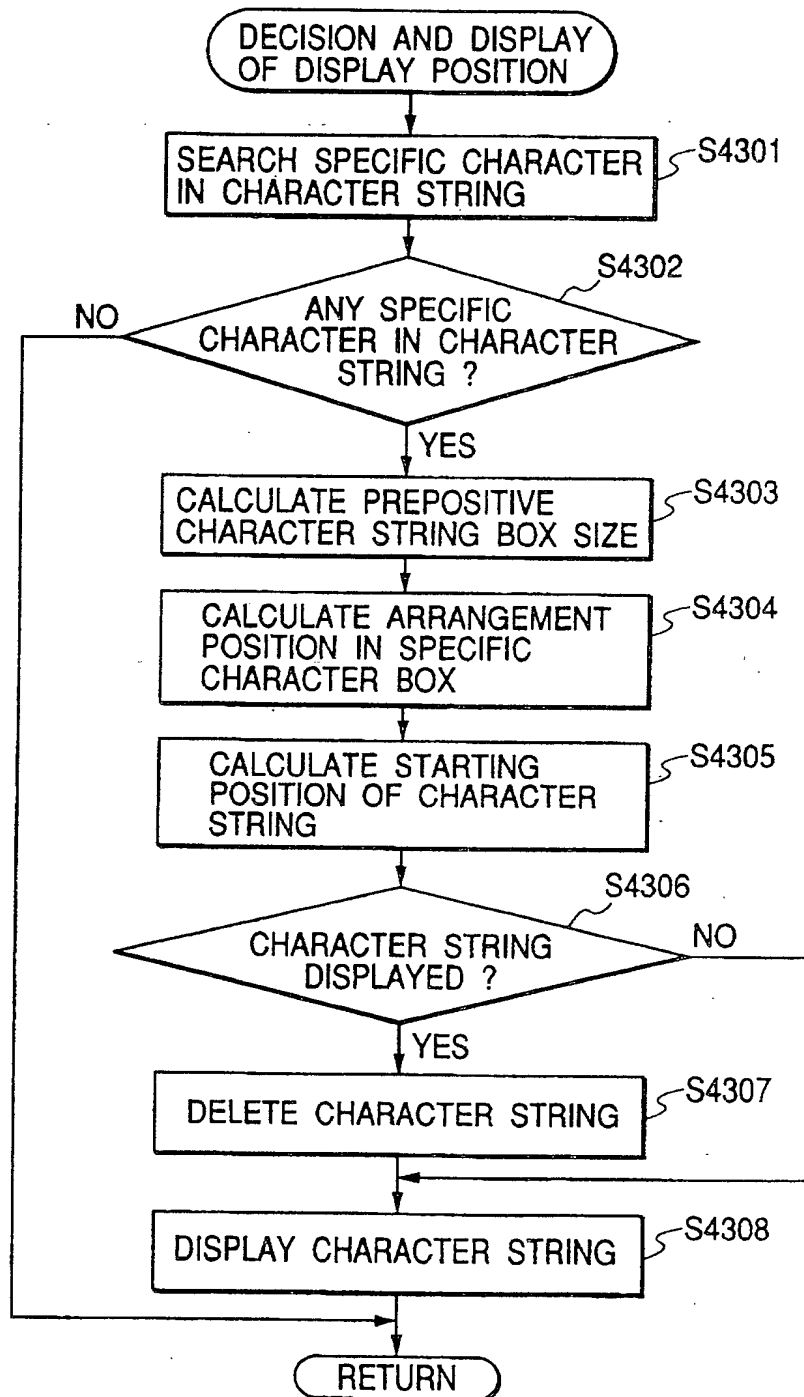 DECISION AND DISPLAY
OF DISPLAY POSITION
SEARCH SPECIFIC CHARACTER
IN CHARACTER STRING
S4301
S4302
ANY SPECIFIC
CHARACTER IN CHARACTER
STRING ?
NO
YES
CALCULATE PREPOSITIVE
CHARACTER STRING BOX SIZE
S4303
CALCULATE ARRANGEMENT
POSITION IN SPECIFIC
CHARACTER BOX
S4304
CALCULATE STARTING
POSITION OF CHARACTER
STRING
S4305
S4306
CHARACTER STRING
DISPLAYED ?
NO
YES
DELETE CHARACTER STRING
S4307
DISPLAY CHARACTER STRING
S4308
RETURN